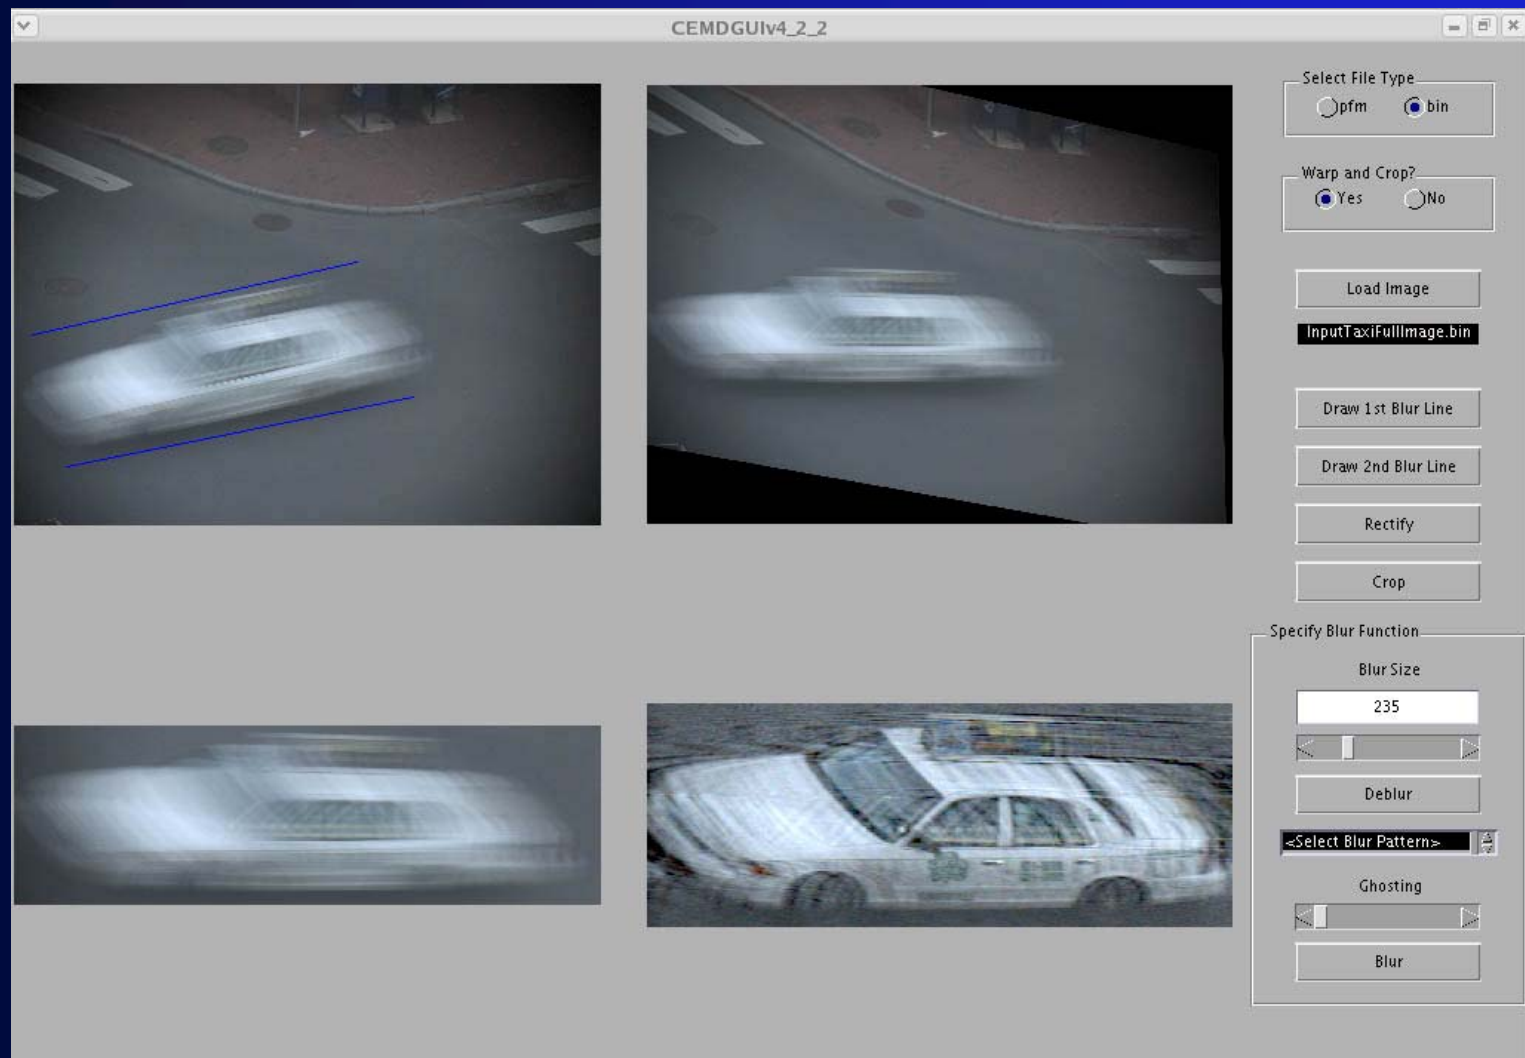 CEMDGUIv4_2_2
Select File Type
pfm
bin
Warp and Crop?
Yes
No
Load Image
InputTaxiFullImage.bin
Draw 1st Blur Line
Draw 2nd Blur Line
Rectify
Crop
Specify Blur Function
Blur Size
235
Deblur
<Select Blur Pattern>
Ghosting
Blur